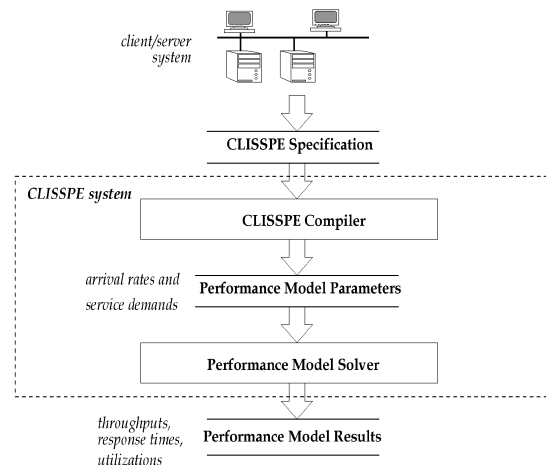 client/server
system
CLISSPE Specification
CLISSPE system
CLISSPE Compiler
arrival rates and
service demands
Performance Model Parameters
Performance Model Solver
throughputs,
response times,
utilizations
Performance Model Results